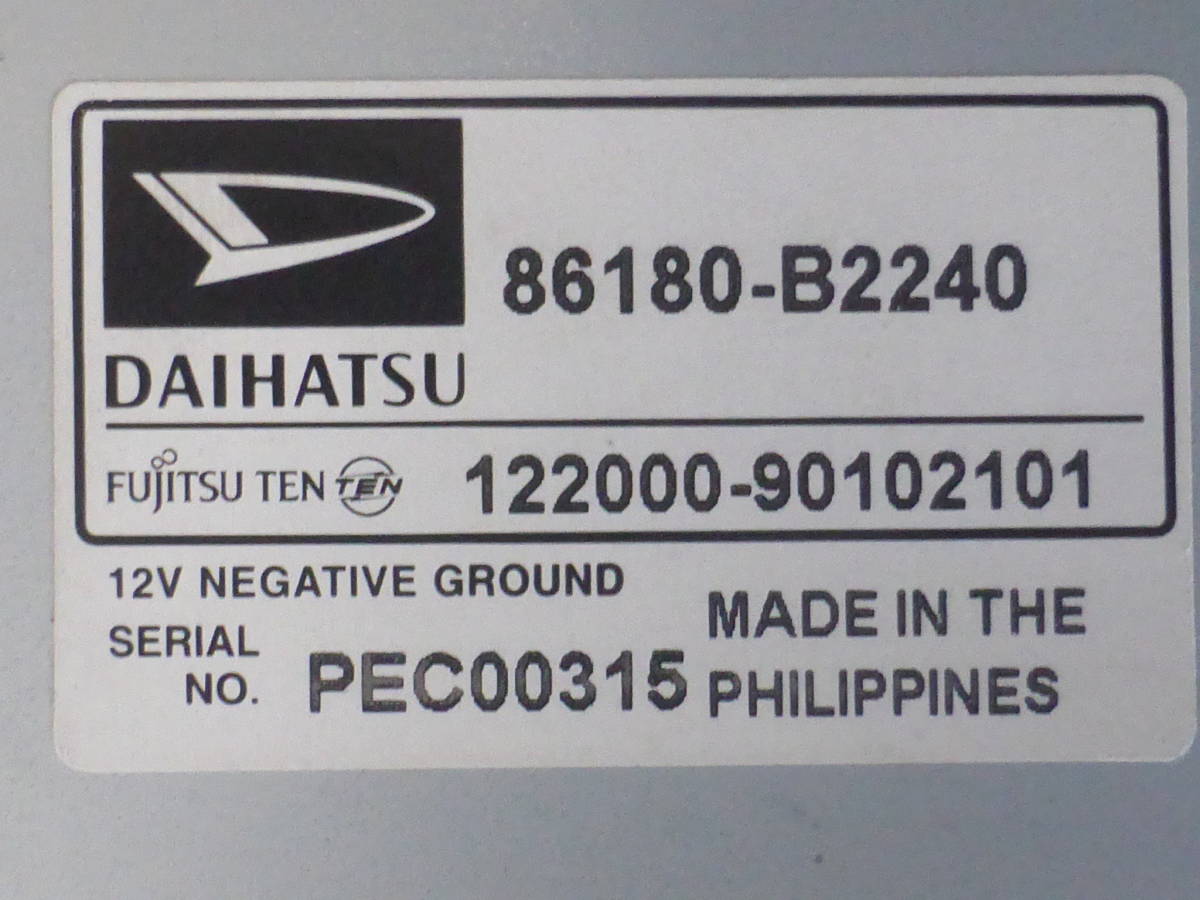 86180-B2240
DAIHATSU
FUJITSU TEN TEN 122000-90102101
12V NEGATIVE GROUND
SERIAL NO. PEC00315
MADE IN THE
PHILIPPINES